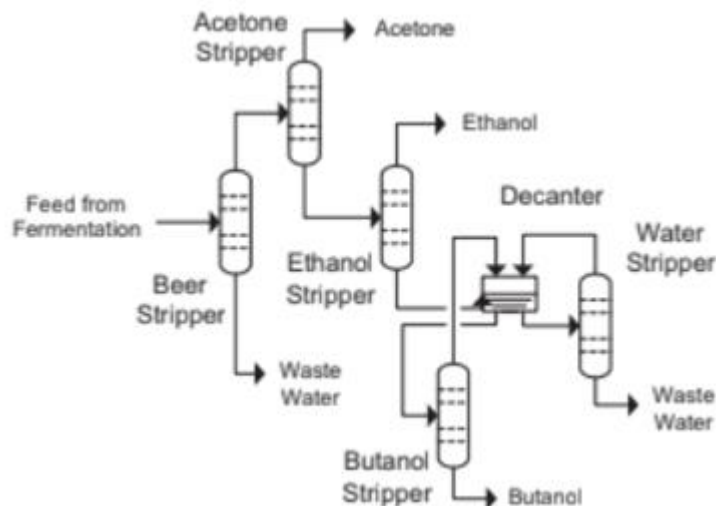 Acetone
Stripper
Acetone
Ethanol
Feed from
Fermentation
Beer
Stripper
Ethanol
Stripper
Decanter
Water
Stripper
Waste
Water
Waste
Water
Butanol
Stripper
Butanol